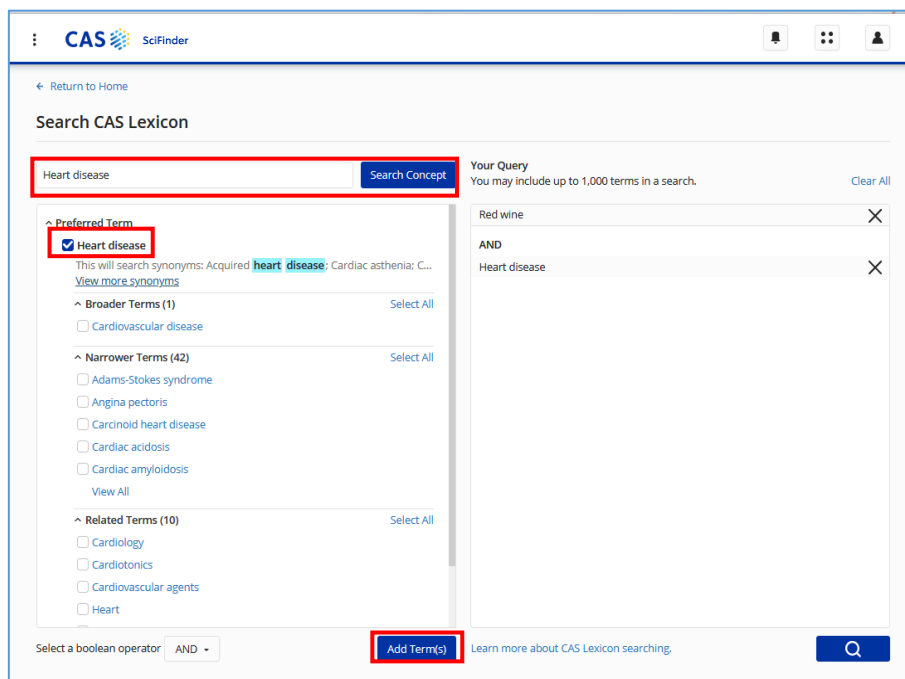 CAS SciFinder
Return to Home
Search CAS Lexicon
Heart disease
Search Concept
Preferred Term
Heart disease
This will search synonyms: Acquired heart disease; Cardiac asthenia; C...
View more synonyms
Broader Terms (1) Select All
Cardiovascular disease
Narrower Terms (42) Select All
Adams-Stokes syndrome
Angina pectoris
Carcinoid heart disease
Cardiac acidosis
Cardiac amyloidosis
View All
Related Terms (10) Select All
Cardiology
Cardiotonics
Cardiovascular agents
Heart
Select a boolean operator AND
Add Term(s)
Your Query
You may include up to 1,000 terms in a search. Clear All
Red wine
AND
Heart disease
Learn more about CAS Lexicon searching.